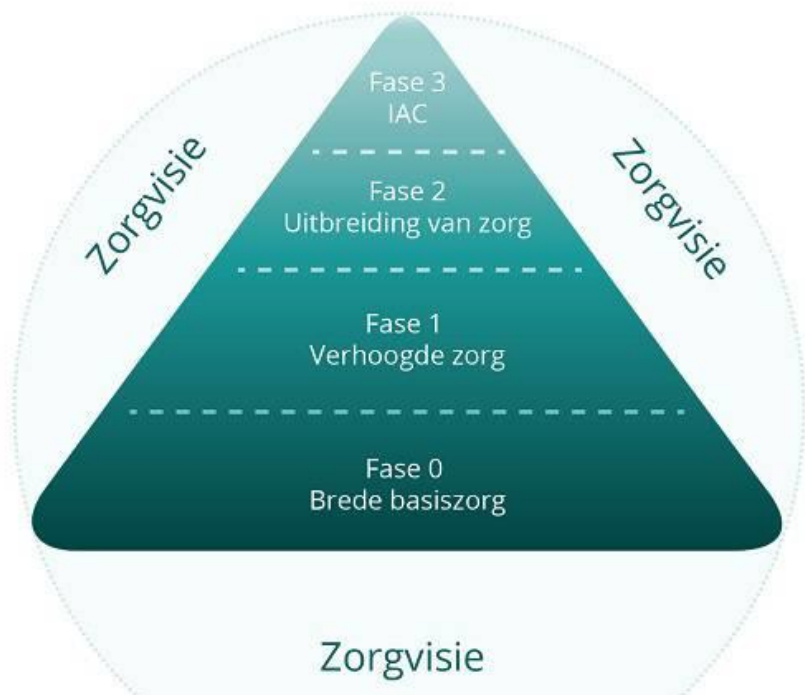 Fase 3
IAC
Zorgvisie
Zorgvisie
Fase 2
Uitbreiding van zorg
Fase 1
Verhoogde zorg
Fase 0
Brede basiszorg
Zorgvisie